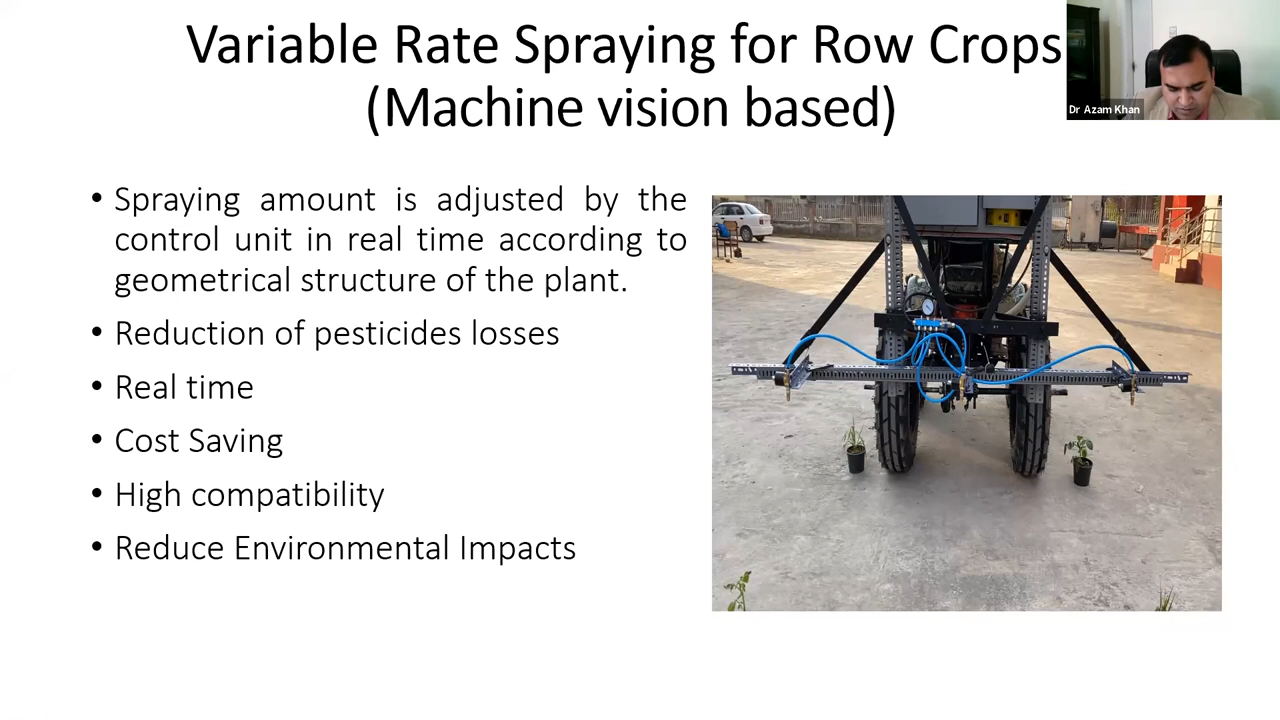 Variable Rate Spraying for Row Crops
(Machine vision based)
Dr Azam Khan
• Spraying amount is adjusted by the
control unit in real time according to
geometrical structure of the plant.
• Reduction of pesticides losses
• Real time
• Cost Saving
• High compatibility
• Reduce Environmental Impacts